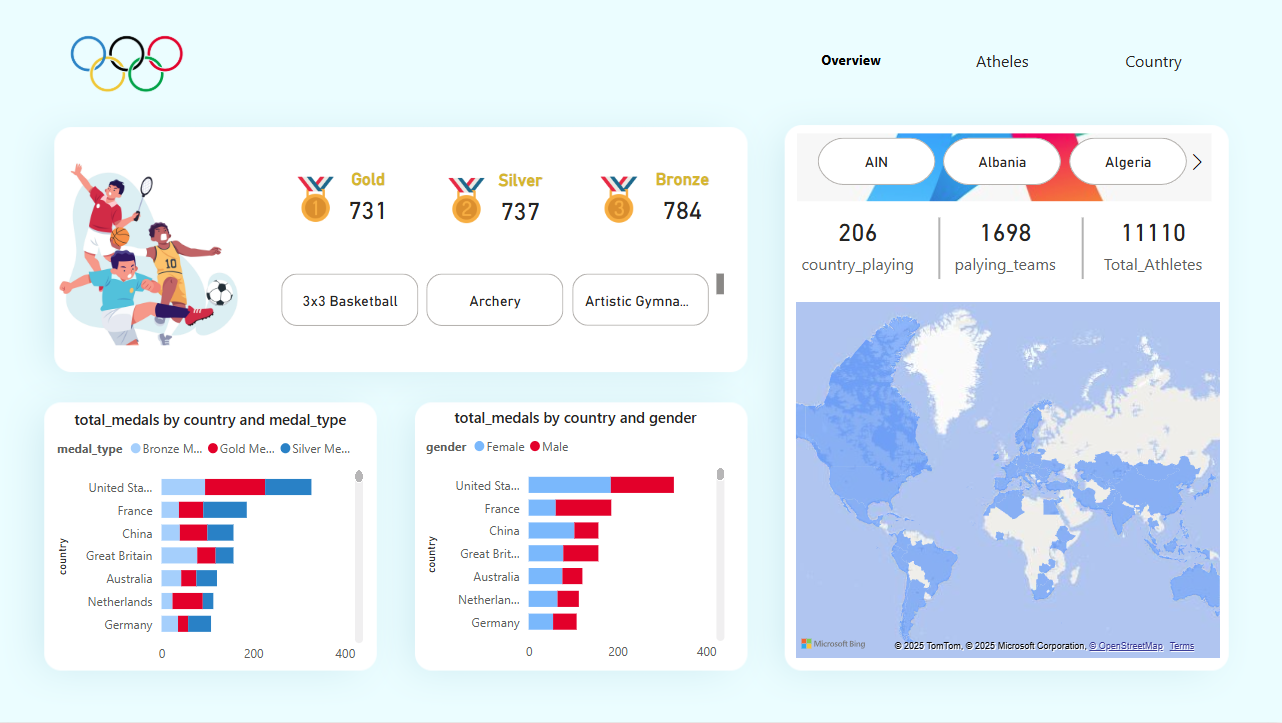 Overview
Atheles
Country
Gold
731
Silver
737
Bronze
784
1
2
3
10
3x3 Basketball
Archery
Artistic Gymna...
AIN
Albania
Algeria
206
country_playing
1698
palying_teams
11110
Total_Athletes
total_medals by country and medal_type
medal_type Bronze M... Gold Me... Silver Me...
country
United Sta...
France
China
Great Britain
Australia
Netherlands
Germany
0 200 400
total_medals by country and gender
gender Female Male
country
United Sta...
France
China
Great Brit...
Australia
Netherlan...
Germany
0 200 400
Microsoft Bing
© 2025 TomTom, © 2025 Microsoft Corporation, © OpenStreetMap Terms